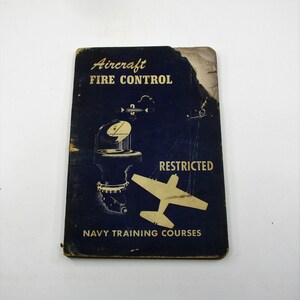 Aircraft
FIRE CONTROL
RESTRICTED
NAVY TRAINING COURSES